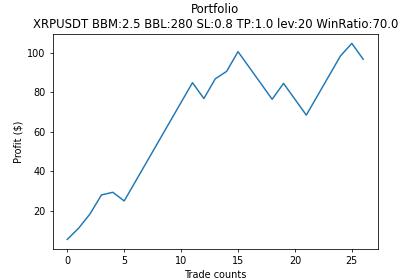 Portfolio
XRPUSDT BBM:2.5 BBL:280 SL:0.8 TP:1.0 lev:20 WinRatio:70.0
100
80
60
40
20
Profit ($)
0 5 10 15 20 25
Trade counts